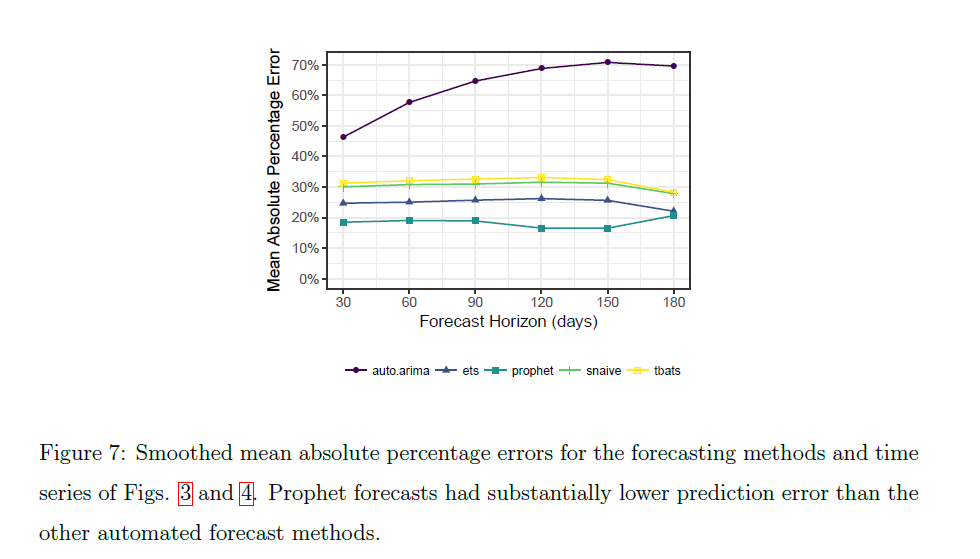 Mean Absolute Percentage Error
70%
60%
50%
40%
30%
20%
10%
0%
30 60 90 120 150 180
Forecast Horizon (days)
auto.arima ets prophet snaive tbats
Figure 7: Smoothed mean absolute percentage errors for the forecasting methods and time
series of Figs. 3 and 4. Prophet forecasts had substantially lower prediction error than the
other automated forecast methods.